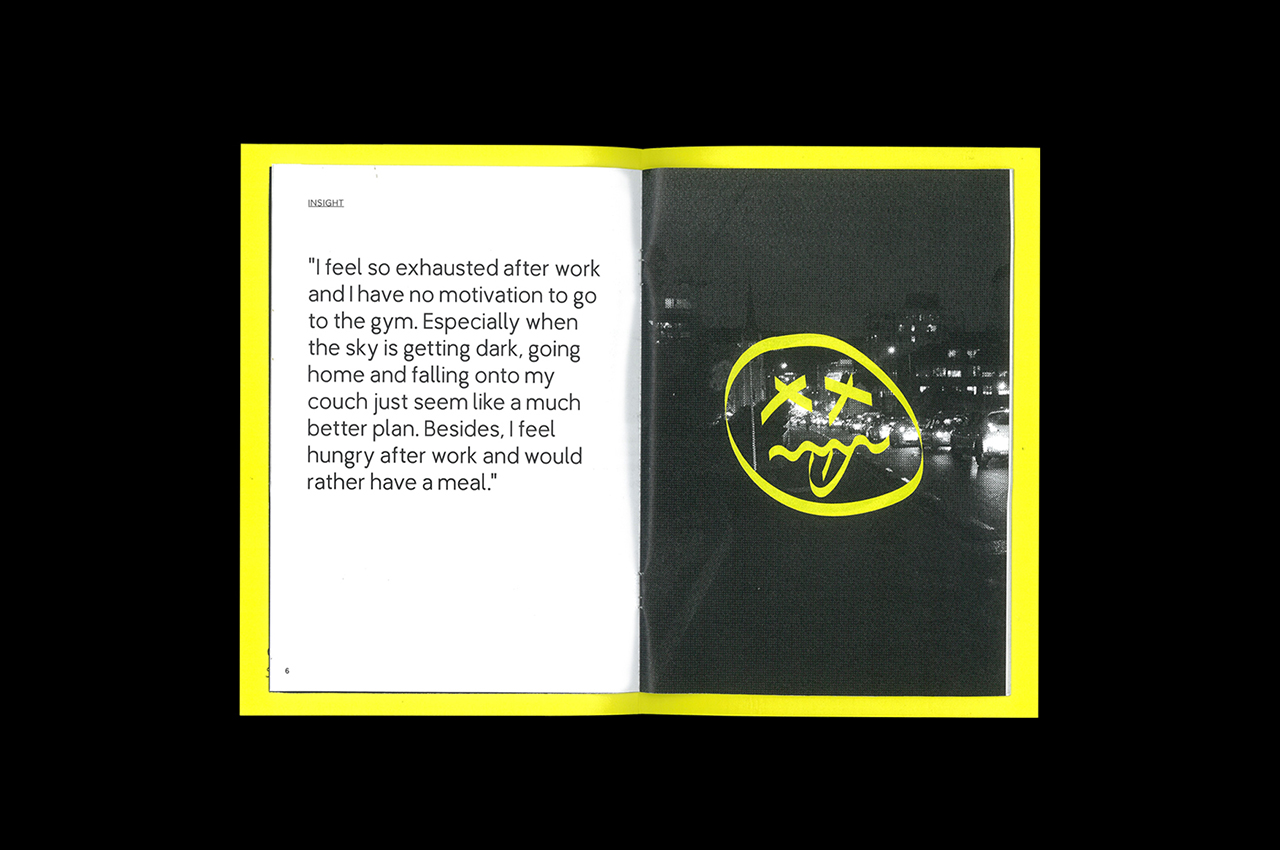 INSIGHT
"I feel so exhausted after work
and I have no motivation to go
to the gym. Especially when
the sky is getting dark, going
home and falling onto my
couch just seem like a much
better plan. Besides, I feel
hungry after work and would
rather have a meal."
6